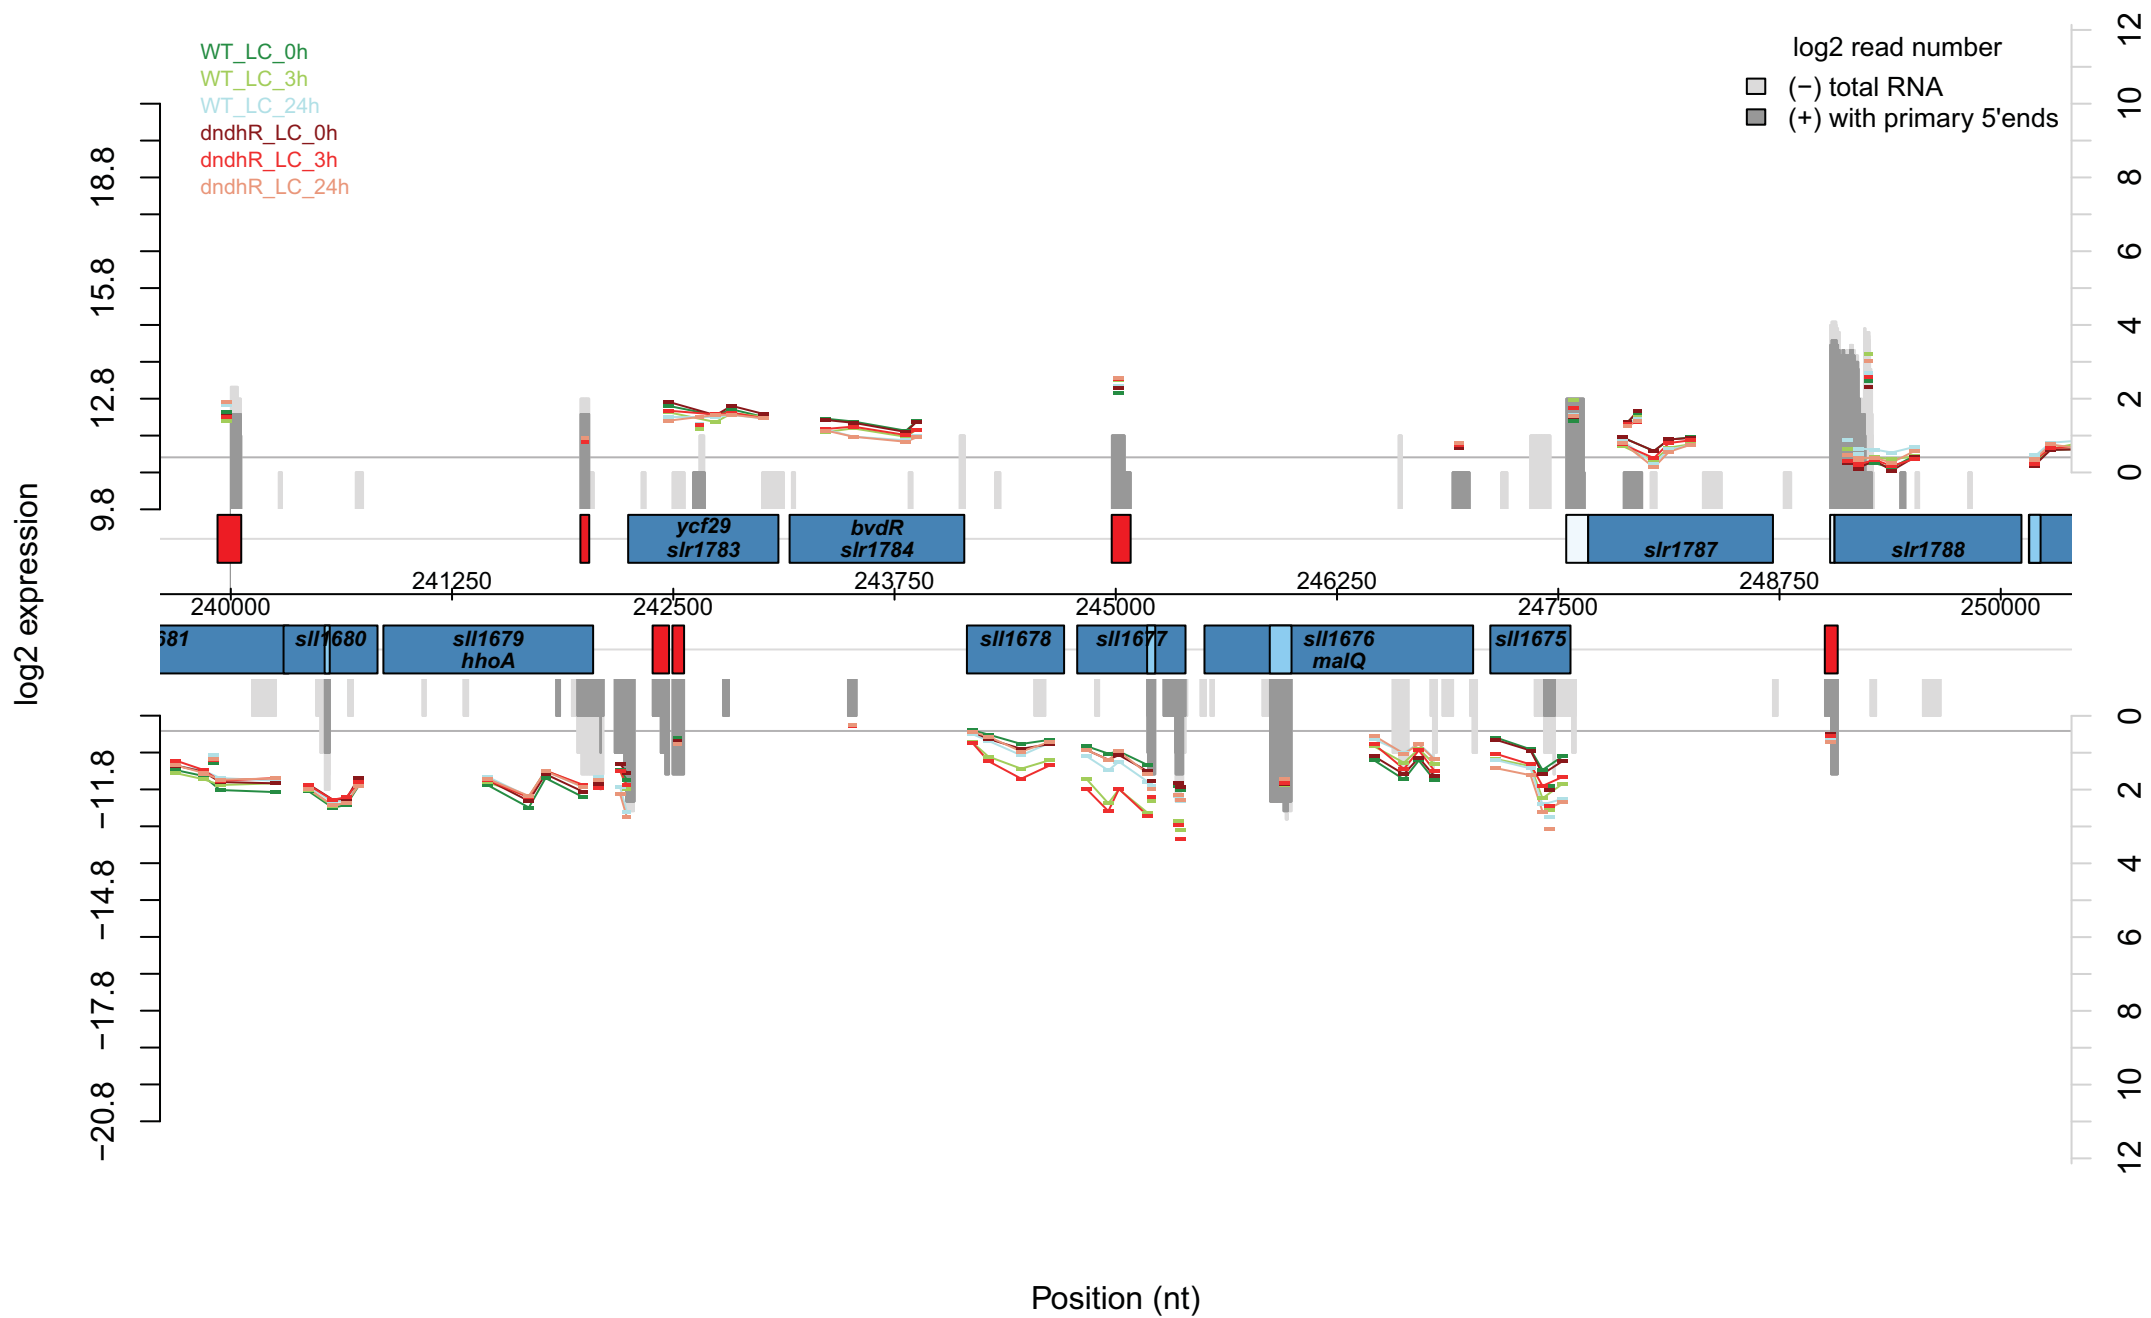 WT_LC_0h
WT_LC_3h
WT_LC_24h
dndhR_LC_0h
dndhR_LC_3h
dndhR_LC_24h
log2 read number
(−) total RNA
(+) with primary 5'ends
log2 expression
18.8
15.8
12.8
9.8
−11.8
−14.8
−17.8
−20.8
12
10
8
6
4
2
0
0
2
4
6
8
10
12
ycf29
slr1783
bvdR
slr1784
slr1787
slr1788
241250
243750
246250
248750
240000
242500
245000
247500
250000
681
sll1680
sll1679
hhoA
sll1678
sll1677
sll1676
malQ
sll1675
Position (nt)